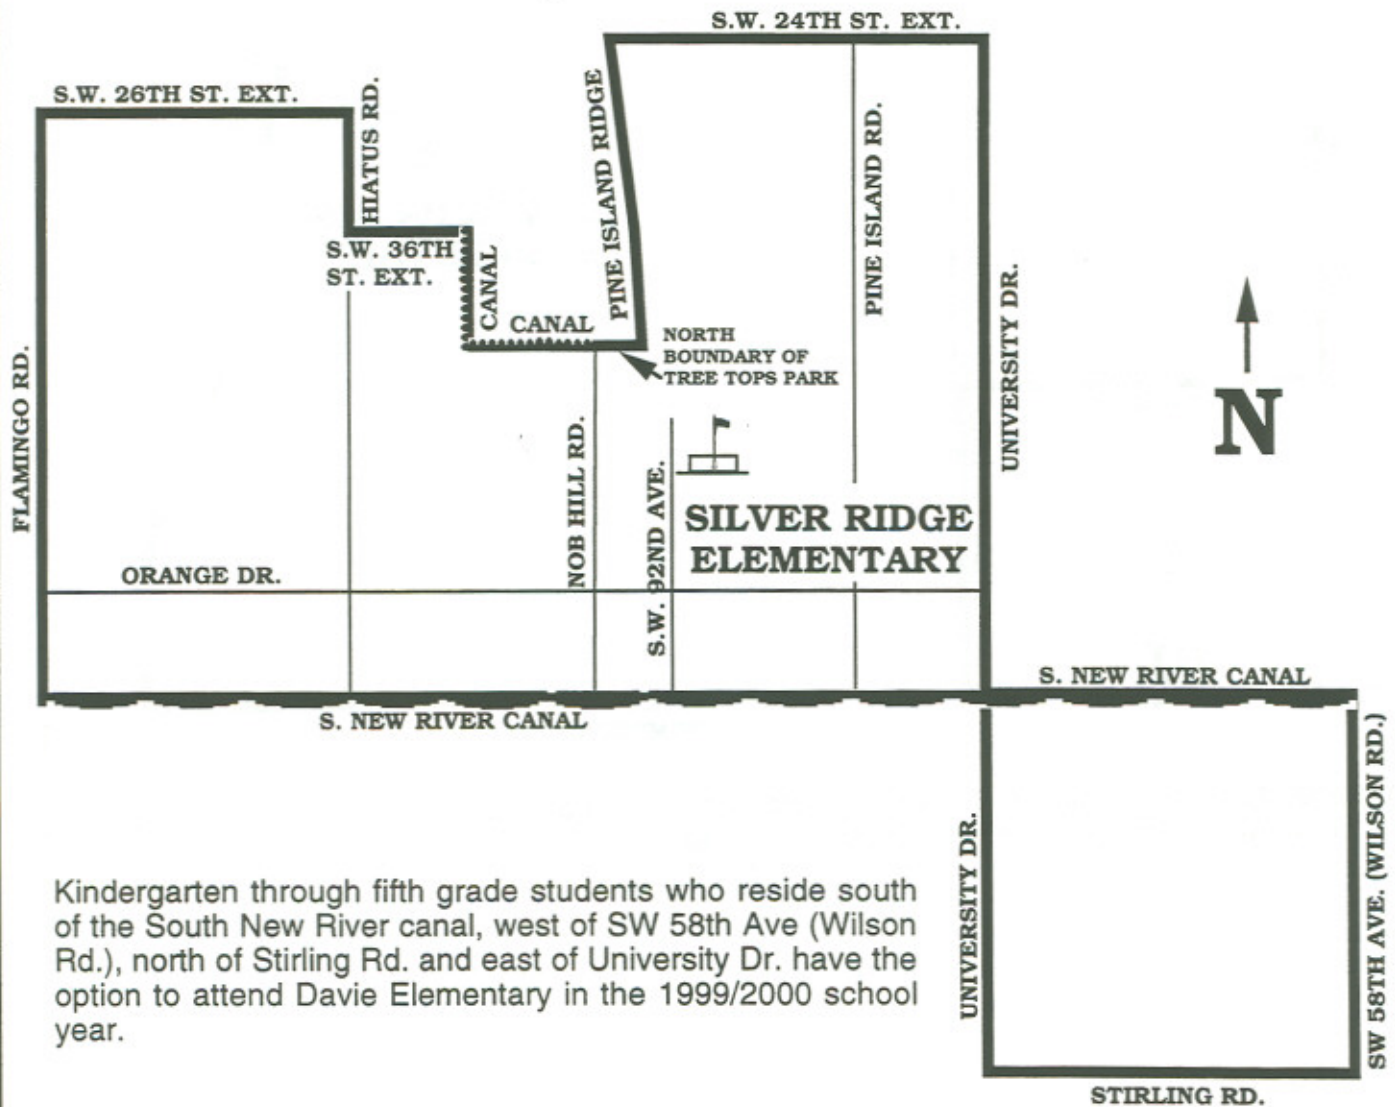 S.W. 24TH ST. EXT.
S.W. 26TH ST. EXT.
HIATUS RD.
PINE ISLAND RIDGE
PINE ISLAND RD.
S.W. 36TH
ST. EXT.
CANAL
CANAL
NORTH
BOUNDARY OF
TREE TOPS PARK
UNIVERSITY DR.
N
FLAMINGO RD.
NOB HILL RD.
S.W. 92ND AVE.
SILVER RIDGE
ELEMENTARY
ORANGE DR.
S. NEW RIVER CANAL
S. NEW RIVER CANAL
UNIVERSITY DR.
SW 58TH AVE. (WILSON RD.)
Kindergarten through fifth grade students who reside south
of the South New River canal, west of SW 58th Ave (Wilson
Rd.), north of Stirling Rd. and east of University Dr. have the
option to attend Davie Elementary in the 1999/2000 school
year.
STIRLING RD.